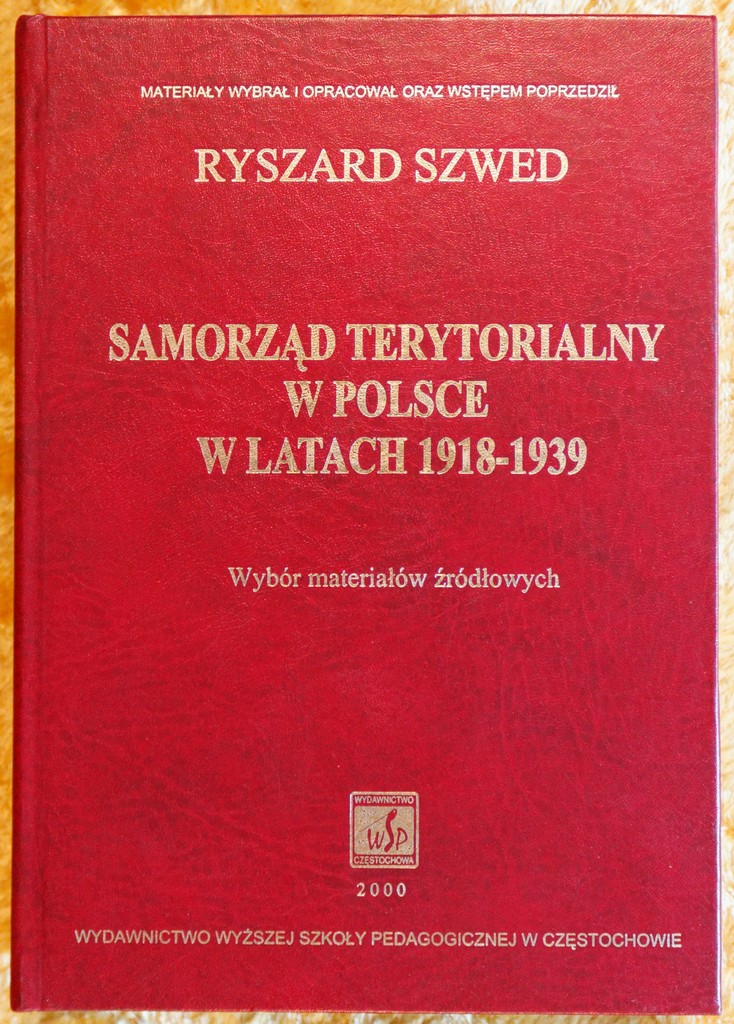 MATERIAŁY WYBRAŁ I OPRACOWAŁ ORAZ WSTĘPEM POPRZEDZIŁ
RYSZARD SZWED
SAMORZĄD TERYTORIALNY
W POLSCE
W LATACH 1918-1939
Wybór materiałów źródłowych
WYDAWNICTWO
WSP
CZĘSTOCHOWA
2000
WYDAWNICTWO WYŻSZEJ SZKOŁY PEDAGOGICZNEJ W CZĘSTOCHOWIE